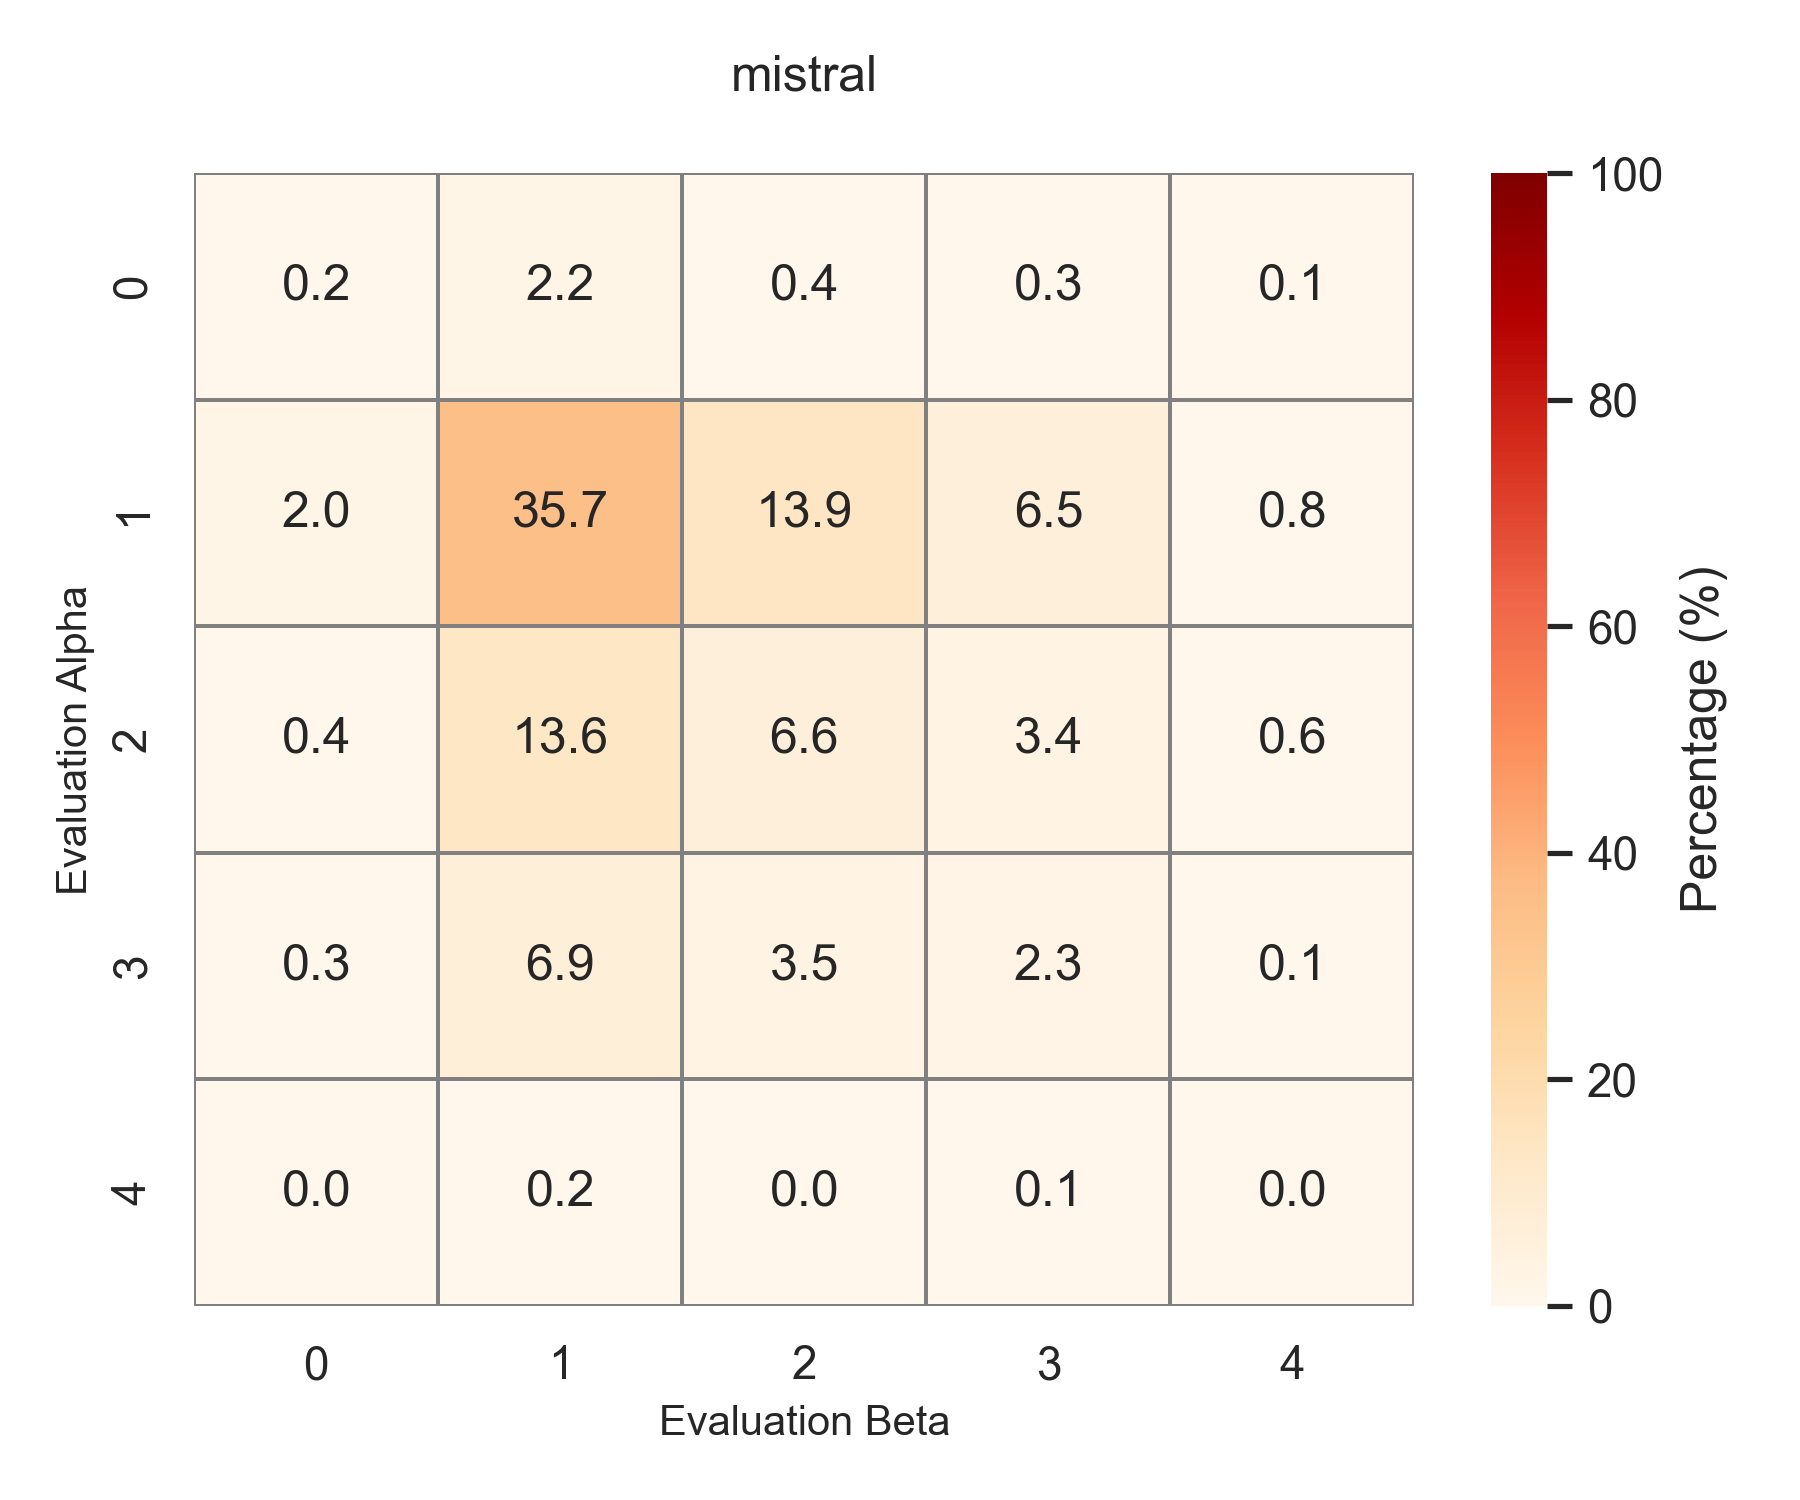 mistral
0 0.2 2.2 0.4 0.3 0.1
1 2.0 35.7 13.9 6.5 0.8
2 0.4 13.6 6.6 3.4 0.6
3 0.3 6.9 3.5 2.3 0.1
4 0.0 0.2 0.0 0.1 0.0
0 1 2 3 4
Evaluation Beta
Evaluation Alpha
100
80
60
40
20
0
Percentage (%)